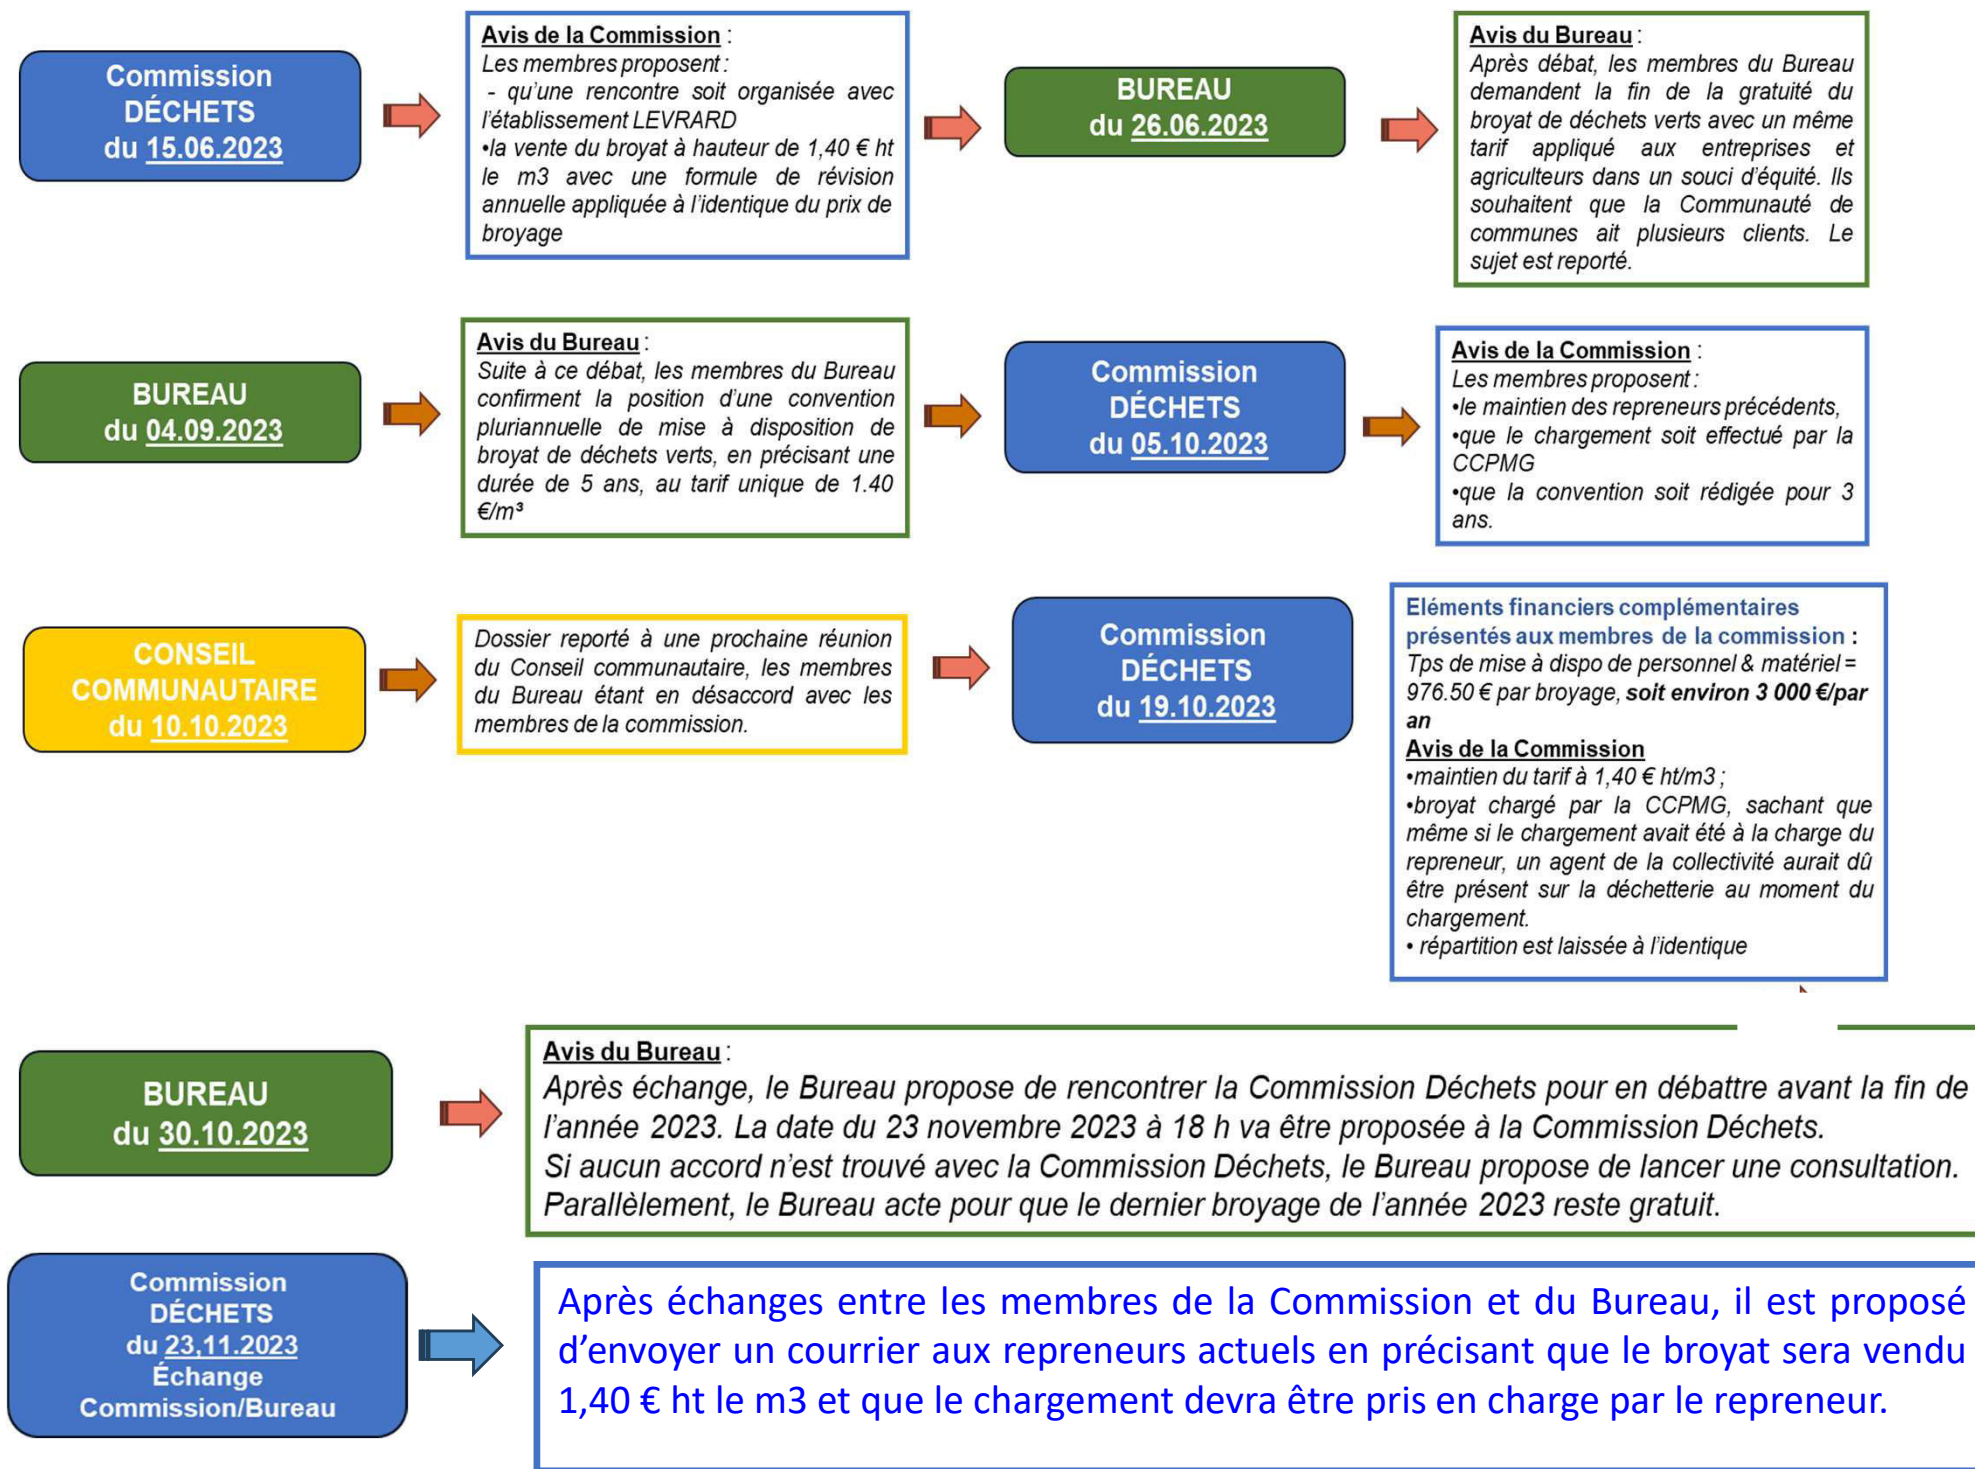 Commission
DÉCHETS
du 15.06.2023
Avis de la Commission :
Les membres proposent :
- qu'une rencontre soit organisée avec
l'établissement LEVRARD
•la vente du broyat à hauteur de 1,40 € ht
le m3 avec une formule de révision
annuelle appliquée à l'identique du prix de
broyage
BUREAU
du 26.06.2023
Avis du Bureau :
Après débat, les membres du Bureau
demandent la fin de la gratuité du
broyat de déchets verts avec un même
tarif appliqué aux entreprises et
agriculteurs dans un souci d'équité. Ils
souhaitent que la Communauté de
communes ait plusieurs clients. Le
sujet est reporté.
BUREAU
du 04.09.2023
Avis du Bureau :
Suite à ce débat, les membres du Bureau
confirment la position d'une convention
pluriannuelle de mise à disposition de
broyat de déchets verts, en précisant une
durée de 5 ans, au tarif unique de 1.40
€/m³
Commission
DÉCHETS
du 05.10.2023
Avis de la Commission :
Les membres proposent :
•le maintien des repreneurs précédents,
•que le chargement soit effectué par la
CCPMG
•que la convention soit rédigée pour 3
ans.
CONSEIL
COMMUNAUTAIRE
du 10.10.2023
Dossier reporté à une prochaine réunion
du Conseil communautaire, les membres
du Bureau étant en désaccord avec les
membres de la commission.
Commission
DÉCHETS
du 19.10.2023
Eléments financiers complémentaires
présentés aux membres de la commission :
Tps de mise à dispo de personnel & matériel =
976.50 € par broyage, soit environ 3 000 €/par
an
Avis de la Commission
•maintien du tarif à 1,40 € ht/m3 ;
•broyat chargé par la CCPMG, sachant que
même si le chargement avait été à la charge du
repreneur, un agent de la collectivité aurait dû
être présent sur la déchetterie au moment du
chargement.
• répartition est laissée à l'identique
BUREAU
du 30.10.2023
Avis du Bureau :
Après échange, le Bureau propose de rencontrer la Commission Déchets pour en débattre avant la fin de
l'année 2023. La date du 23 novembre 2023 à 18 h va être proposée à la Commission Déchets.
Si aucun accord n'est trouvé avec la Commission Déchets, le Bureau propose de lancer une consultation.
Parallèlement, le Bureau acte pour que le dernier broyage de l'année 2023 reste gratuit.
Commission
DÉCHETS
du 23,11.2023
Échange
Commission/Bureau
Après échanges entre les membres de la Commission et du Bureau, il est proposé
d'envoyer un courrier aux repreneurs actuels en précisant que le broyat sera vendu
1,40 € ht le m3 et que le chargement devra être pris en charge par le repreneur.